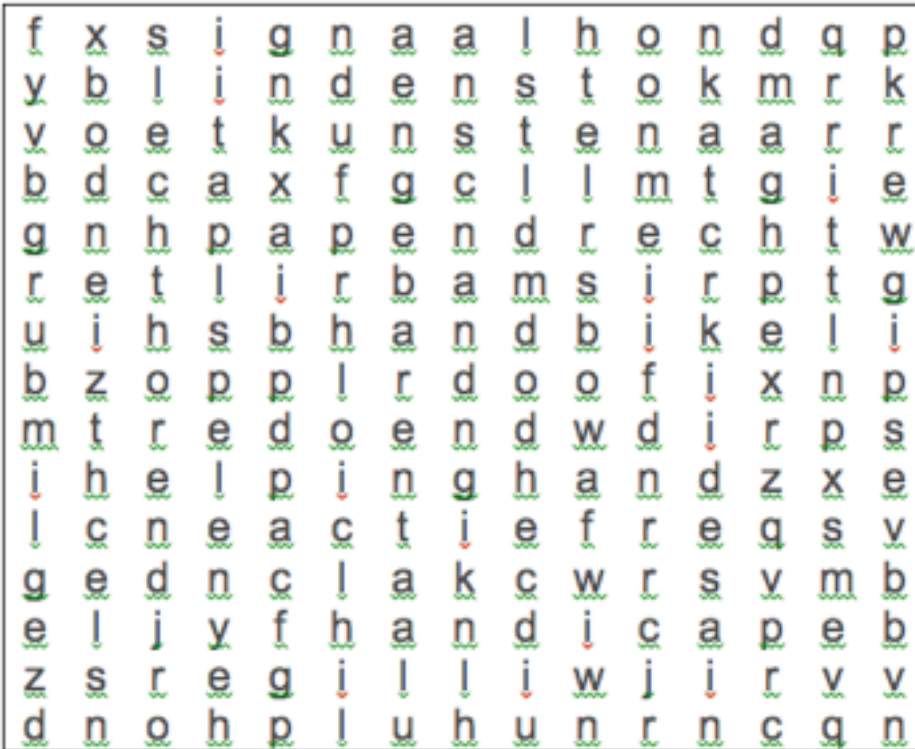 f x s i g n a a l h o n d q p
y b l i n d e n s t o k m r k
v o e t k u n s t e n a a r r
b d c a x f g c l l m t g i e
g n h p a p e n d r e c h t w
r e t l i r b a m s i r p t g
u i h s b h a n d b i k e l i
b z o p p l r d o o f i x n p
m t r e d o e n d w d i r p s
i h e l p i n g h a n d z x e
l c n e a c t i e f r e q s v
g e d n c l a k c w r s v m b
e l j y f h a n d i c a p e b
z s r e g i l l i w j i r v v
d n o h p l u h u n r n c q n